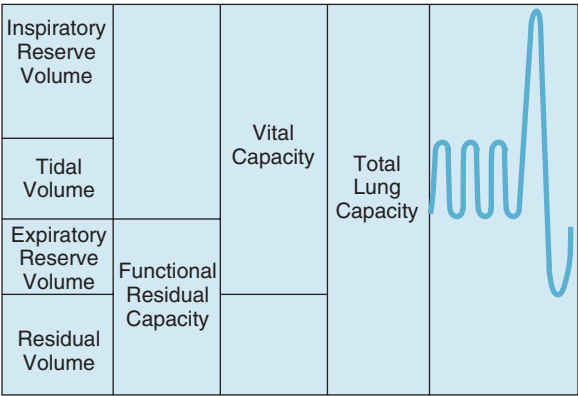 Inspiratory
Reserve
Volume
Tidal
Volume
Expiratory
Reserve
Volume
Residual
Volume
Functional
Residual
Capacity
Vital
Capacity
Total
Lung
Capacity